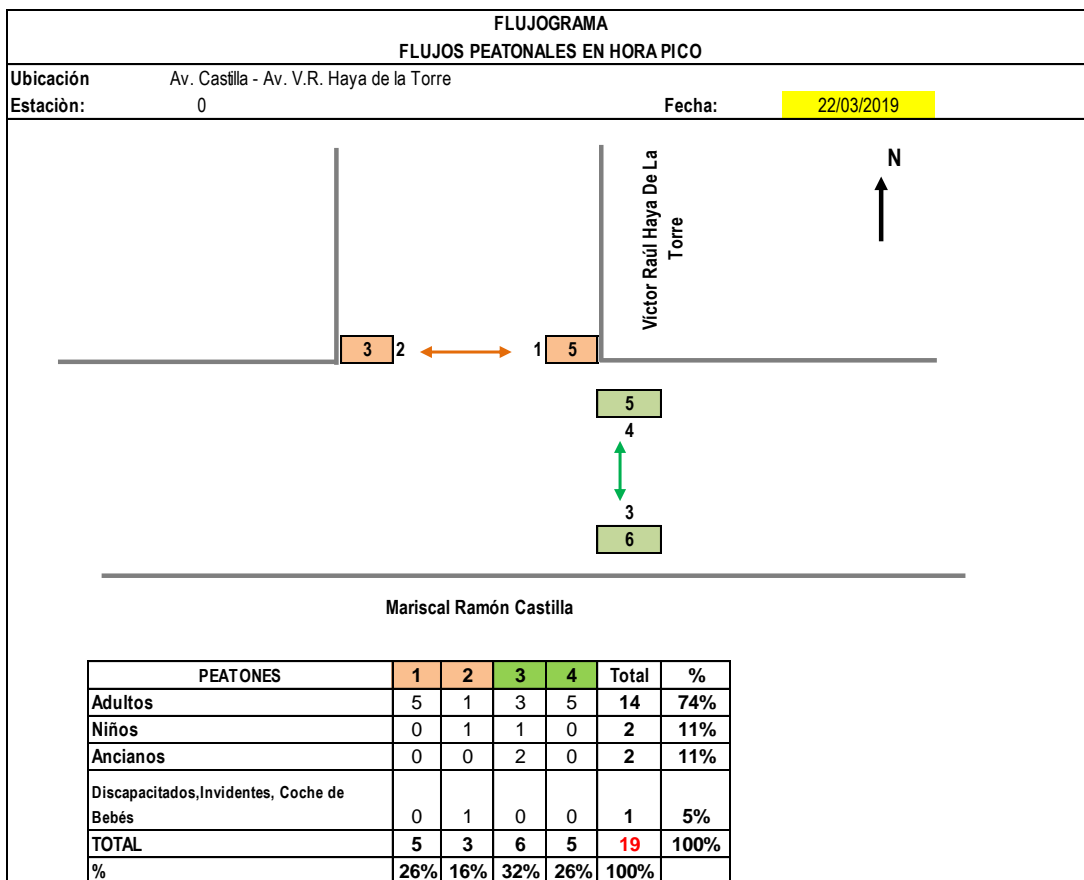 FLUJOGRAMA
FLUJOS PEATONALES EN HORA PICO
Ubicación Av. Castilla - Av. V.R. Haya de la Torre
Estaciòn: 0 Fecha: 22/03/2019
N
Víctor Raúl Haya De La
Torre
3 2 1 5
5
4
3
6
Mariscal Ramón Castilla
PEATONES 1 2 3 4 Total %
Adultos 5 1 3 5 14 74%
Niños 0 1 1 0 2 11%
Ancianos 0 0 2 0 2 11%
Discapacitados,Invidentes, Coche de
Bebés 0 1 0 0 1 5%
TOTAL 5 3 6 5 19 100%
% 26% 16% 32% 26% 100%